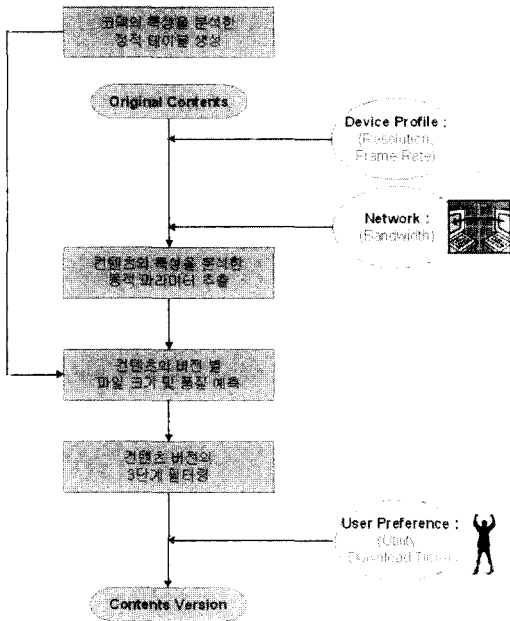 코덱의 특성을 분석한
정적 테이블 생성
Original Contents
Device Profile :
(Resolution,
Frame Rate)
Network :
(Bandwidth)
컨텐츠의 특성을 분석한
동적 파라미터 추출
컨텐츠의 버전 별
파일 크기 및 품질 예측
컨텐츠 버전의
3단계 필터링
User Preference :
(Utility
Download Time)
Contents Version